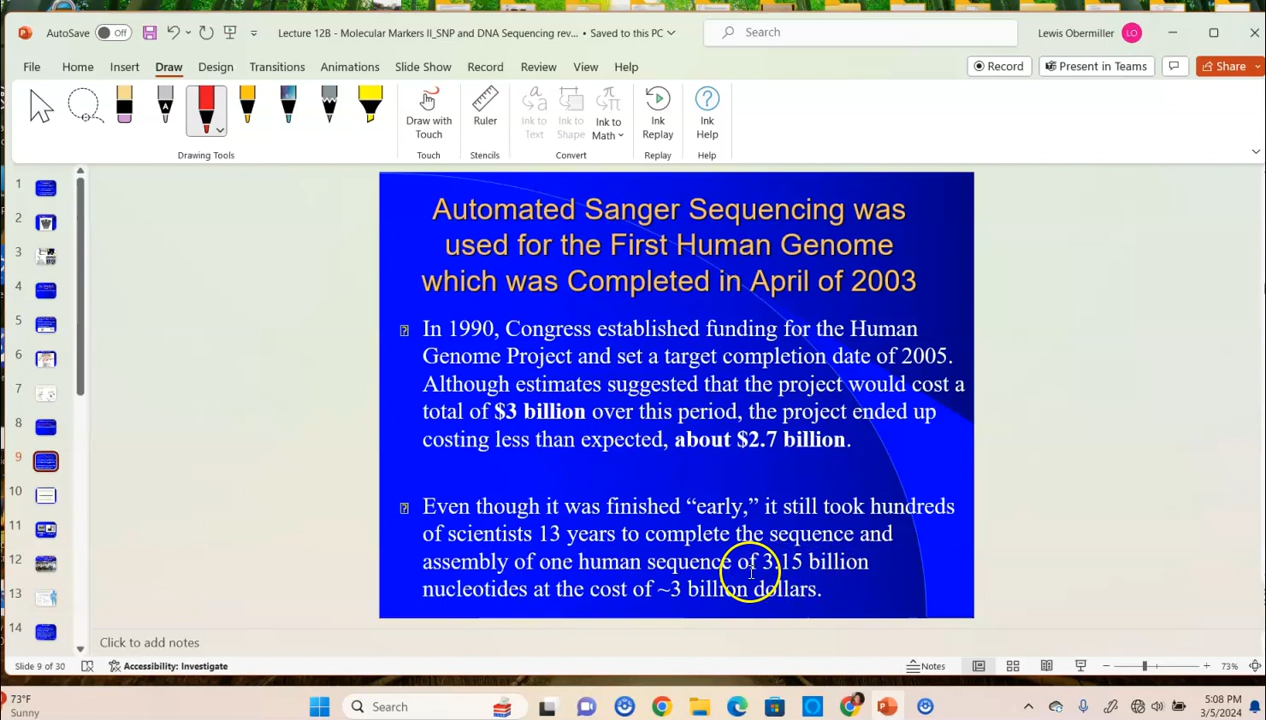 AutoSave Off Lecture 12B - Molecular Markers II_SNP and DNA Sequencing rev... • Saved to this PC Search Lewis Obermiller LO
File Home Insert Draw Design Transitions Animations Slide Show Record Review View Help Record Present in Teams Share
Draw with Touch
Ruler
Ink to Text
Ink to Shape
Ink to Math
Ink Replay
Ink Help
Drawing Tools Touch Stencils Convert Replay Help
1
2
3
4
5
6
7
8
9
10
11
12
13
14
Automated Sanger Sequencing was
used for the First Human Genome
which was Completed in April of 2003
In 1990, Congress established funding for the Human
Genome Project and set a target completion date of 2005.
Although estimates suggested that the project would cost a
total of $3 billion over this period, the project ended up
costing less than expected, about $2.7 billion.
Even though it was finished “early,” it still took hundreds
of scientists 13 years to complete the sequence and
assembly of one human sequence of 3.15 billion
nucleotides at the cost of ~3 billion dollars.
Click to add notes
Slide 9 of 30 Accessibility: Investigate Notes 73%
73°F
Sunny
Search
5:08 PM
3/5/2024